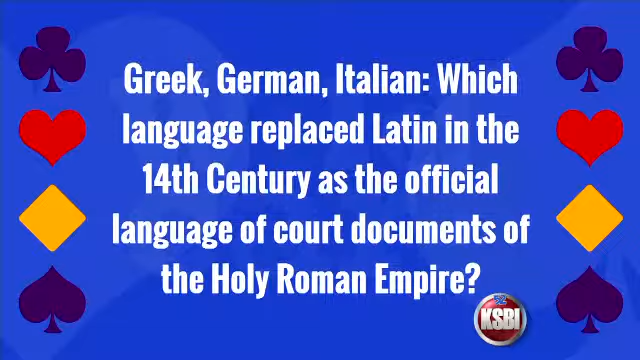 Greek, German, Italian: Which
language replaced Latin in the
14th Century as the official
language of court documents of
the Holy Roman Empire?
52
KSBI